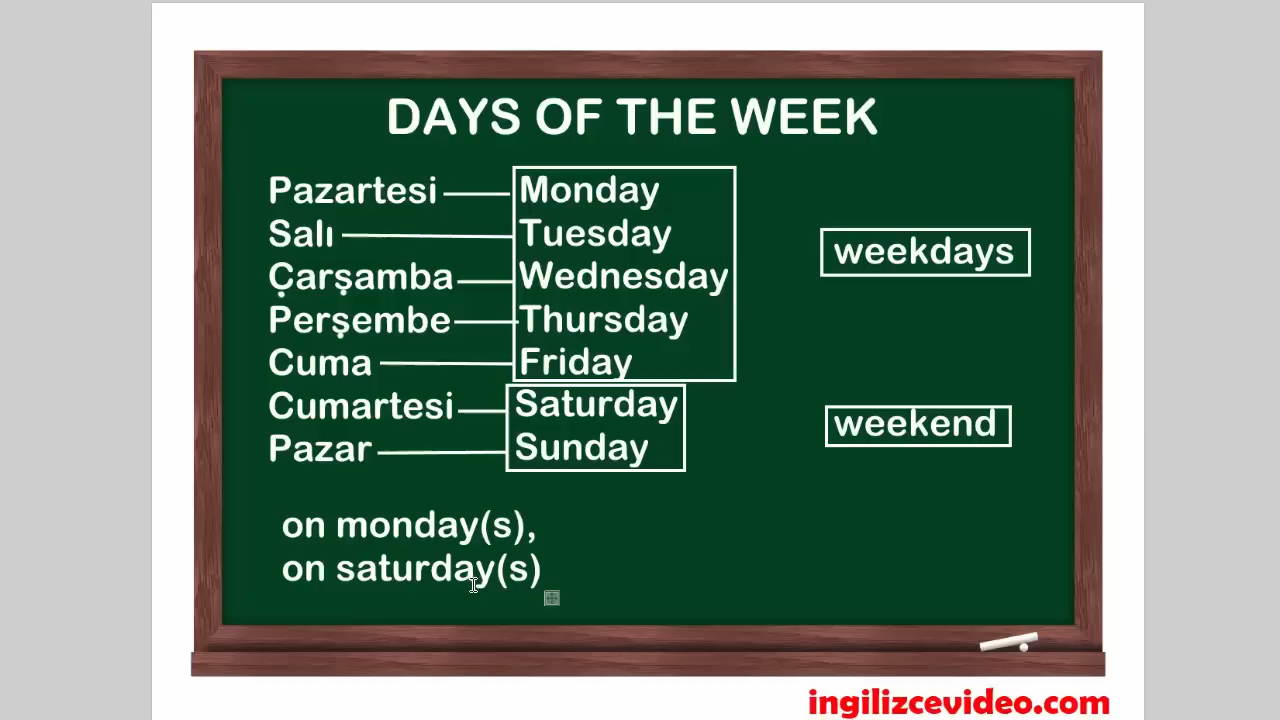 DAYS OF THE WEEK
Pazartesi Monday
Salı Tuesday
Çarşamba Wednesday
Perşembe Thursday
Cuma Friday
Cumartesi Saturday
Pazar Sunday
weekdays
weekend
on monday(s),
on saturday(s)
ingilizcevideo.com